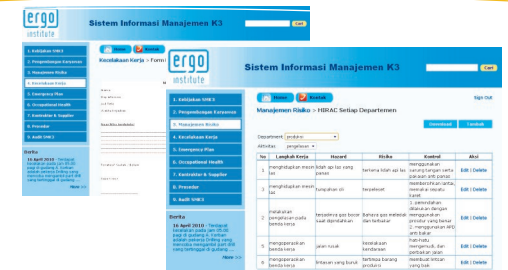 ergo
institute
Sistem Informasi Manajemen K3
Cari
Home
Kontak
Kecelakaan Kerja > Form
1. Kebijakan SMK3
2. Pengembangan Karyawan
3. Manajemen Risiko
4. Kecelakaan Kerja
5. Emergency Plan
6. Occupational Health
7. Kontraktor & Supplier
8. Prosedur
9. Audit SMK3
Berita
16 April 2010 - Terdapat
kecelakaan pada jam 05.00
pagi di gudang A. Korban
adalah pekerja Drilling yang
mencoba mengambil part BHE
yang tertinggal di gudang, ...
More >>
ergo
institute
Sistem Informasi Manajemen K3
Cari
Home
Kontak
Sign Out
Manajemen Risiko > HIRAC Setiap Departemen
Download
Tambah
1. Kebijakan SMK3
2. Pengembangan Karyawan
3. Manajemen Risiko
4. Kecelakaan Kerja
5. Emergency Plan
6. Occupational Health
7. Kontraktor & Supplier
8. Prosedur
9. Audit SMK3
Berita
16 April 2010 - Terdapat
kecelakaan pada jam 05.00
pagi di gudang A. Korban
adalah pekerja Drilling yang
mencoba mengambil part BHE
yang tertinggal di gudang, ...
More >>
Department: produksi
Aktivitas: pengelasan
No Langkah Kerja Hazard Risiko Kontrol Aksi
1 menghidupkan mesin las lidah api las yang panas terkena lidah api las menggunakan sarung tangan serta pakaian anti panas Edit | Delete
2 menghidupkan mesin las tumpahan oli terpeleset membersihkan lantai, memakai sepatu karet Edit | Delete
3 melakukan pengelasan pada benda kerja terjadinya gas bocor saat dipindahkan Bahaya gas meledak dan terbakar 1. pemindahan dilakukan dengan menggunakan prosedur yang benar 2. menggunakan APD anti bakar Edit | Delete
5 mengoperasikan benda kerja jalan rusak kerusakan kendaraan hati-hati mengemudi, dan perbaikan jalan Edit | Delete
6 mengoperasikan benda kerja lintasan yang buruk tertimpa barang produksi membuat lintasan yang baik Edit | Delete